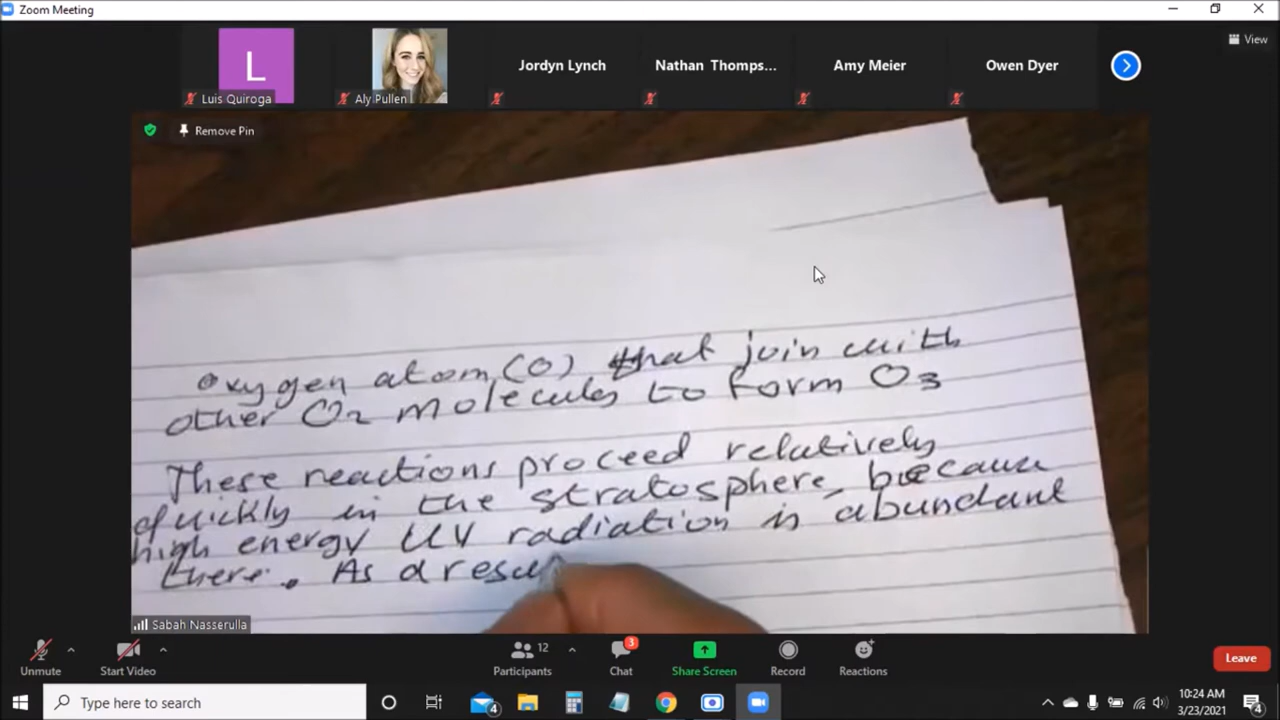 Zoom Meeting
View
L
Luis Quiroga
Aly Pullen
Jordyn Lynch
Nathan Thomps...
Amy Meier
Owen Dyer
Remove Pin
Oxygen atom (O) that join with
other O2 molecules to form O3
These reactions proceed relatively
quickly in the stratosphere, because
high energy UV radiation is abundant
there. As a resu
Sabah Nasserulla
Unmute
Start Video
Participants
12
Chat
3
Share Screen
Record
Reactions
Leave
Type here to search
4
10:24 AM
3/23/2021
4